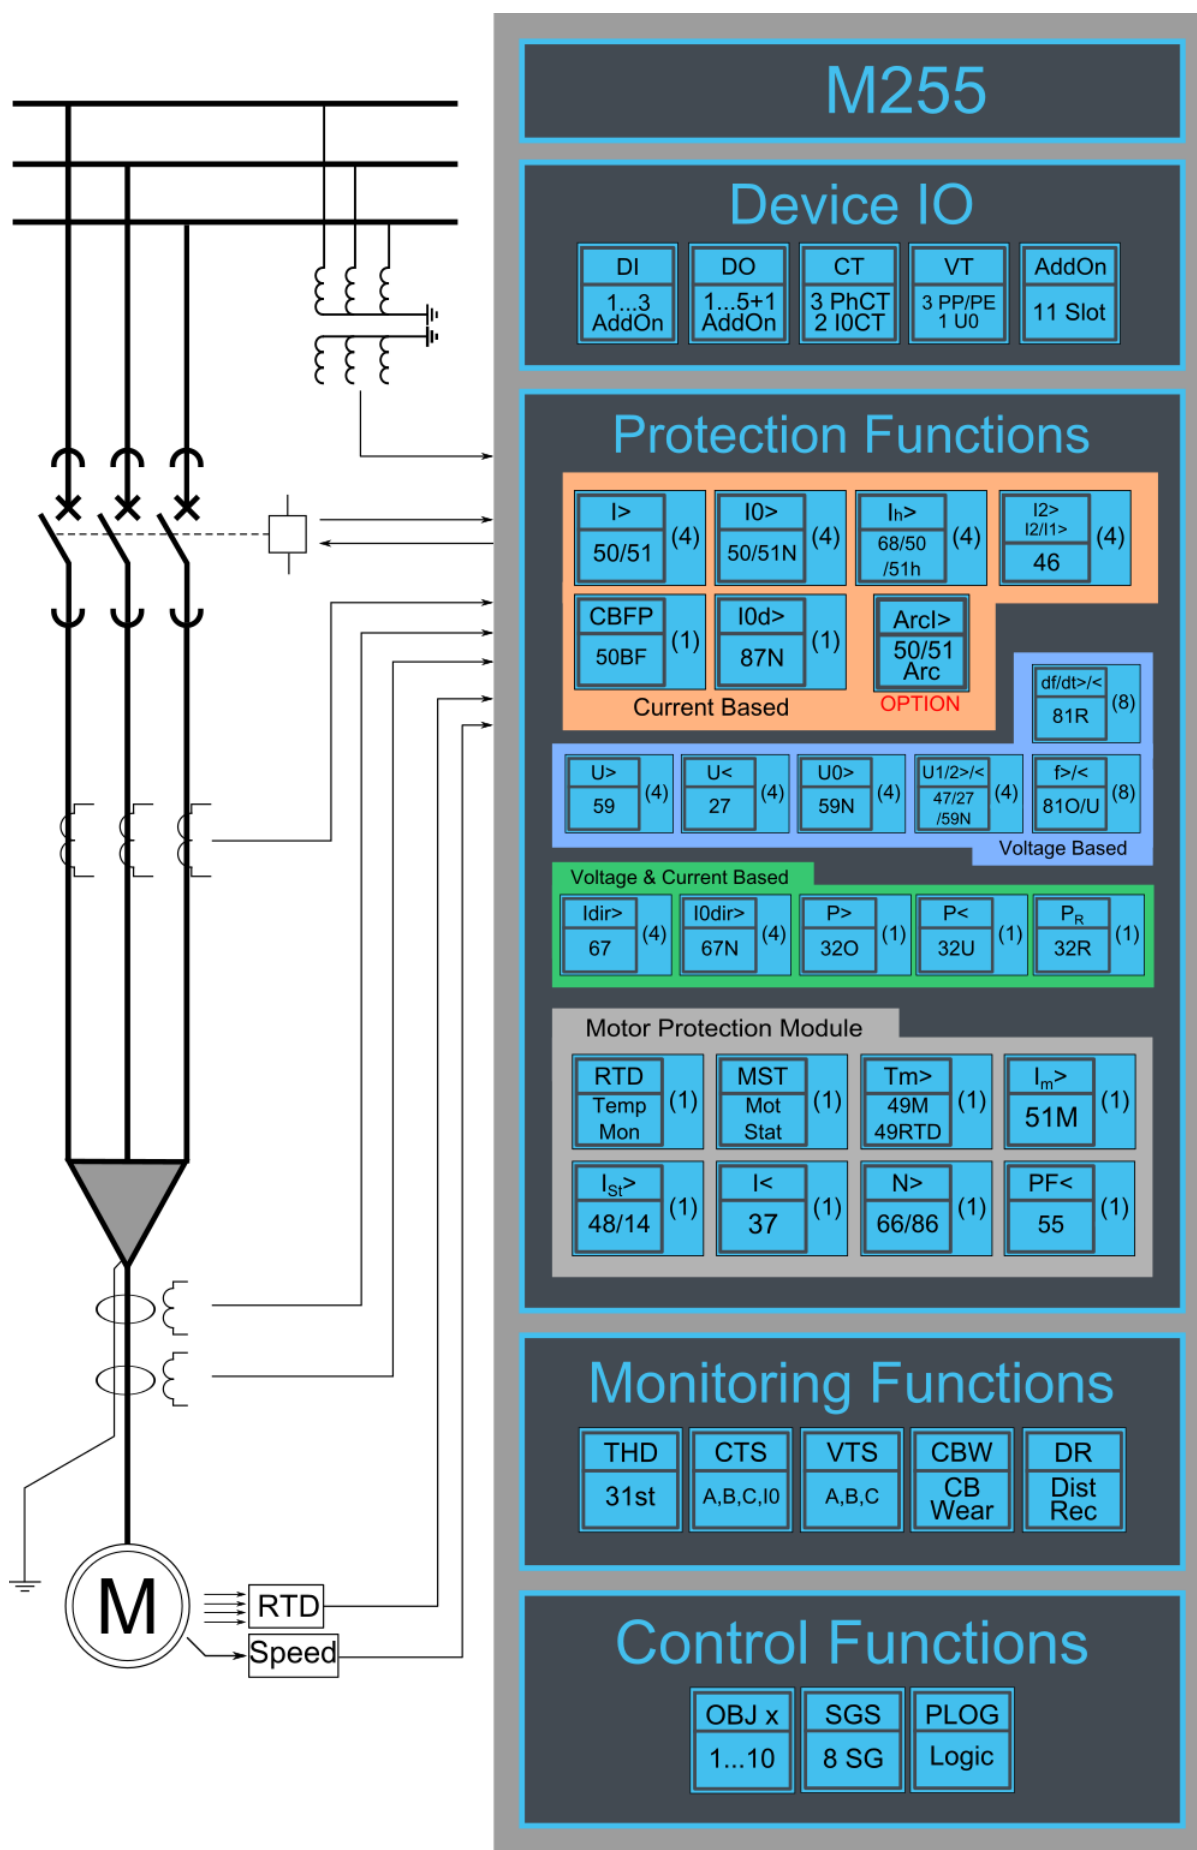 M255
Device IO
DI
DO
CT
VT
AddOn
1...3
AddOn
1...5+1
AddOn
3 PhCT
2 I0CT
3 PP/PE
1 U0
11 Slot
Protection Functions
I>
50/51
(4)
I0>
50/51N
(4)
Ih>
68/50
/51h
(4)
I2>
I2/I1>
46
(4)
CBFP
50BF
(1)
I0d>
87N
(1)
ArcI>
50/51
Arc
OPTION
Current Based
df/dt>/<
81R
(8)
U>
59
(4)
U<
27
(4)
U0>
59N
(4)
U1/2>/<
47/27
/59N
(4)
f>/<
81O/U
(8)
Voltage Based
Voltage & Current Based
Idir>
67
(4)
I0dir>
67N
(4)
P>
32O
(1)
P<
32U
(1)
PR
32R
(1)
Motor Protection Module
RTD
Temp
Mon
(1)
MST
Mot
Stat
(1)
Tm>
49M
49RTD
(1)
Im>
51M
(1)
ISt>
48/14
(1)
I<
37
(1)
N>
66/86
(1)
PF<
55
(1)
Monitoring Functions
THD
31st
CTS
A,B,C,I0
VTS
A,B,C
CBW
CB
Wear
DR
Dist
Rec
M
RTD
Speed
Control Functions
OBJ x
1...10
SGS
8 SG
PLOG
Logic